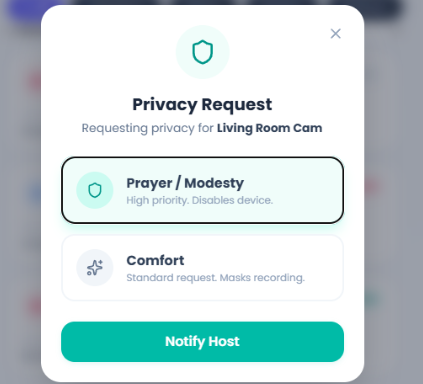 Privacy Request
Requesting privacy for Living Room Cam
Prayer / Modesty
High priority. Disables device.
Comfort
Standard request. Masks recording.
Notify Host